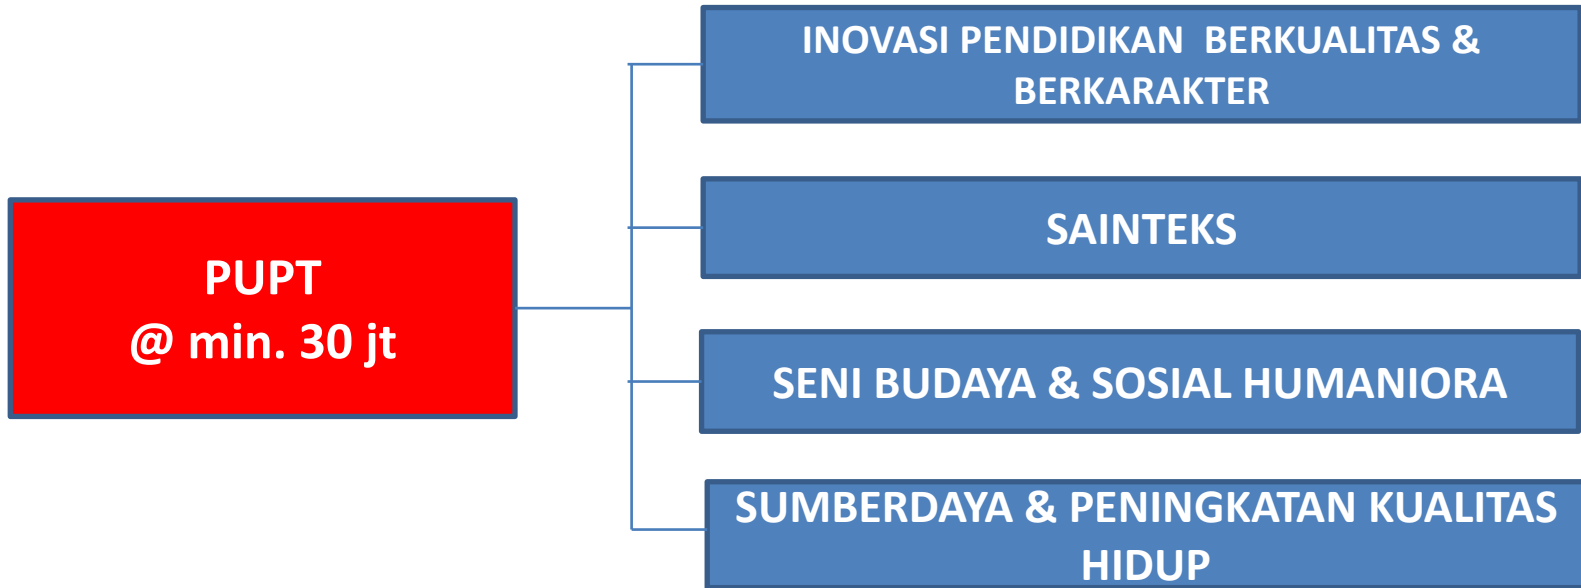 INOVASI PENDIDIKAN BERKUALITAS &
BERKARAKTER
SAINTEKS
PUPT
@ min. 30 jt
SENI BUDAYA & SOSIAL HUMANIORA
SUMBERDAYA & PENINGKATAN KUALITAS
HIDUP